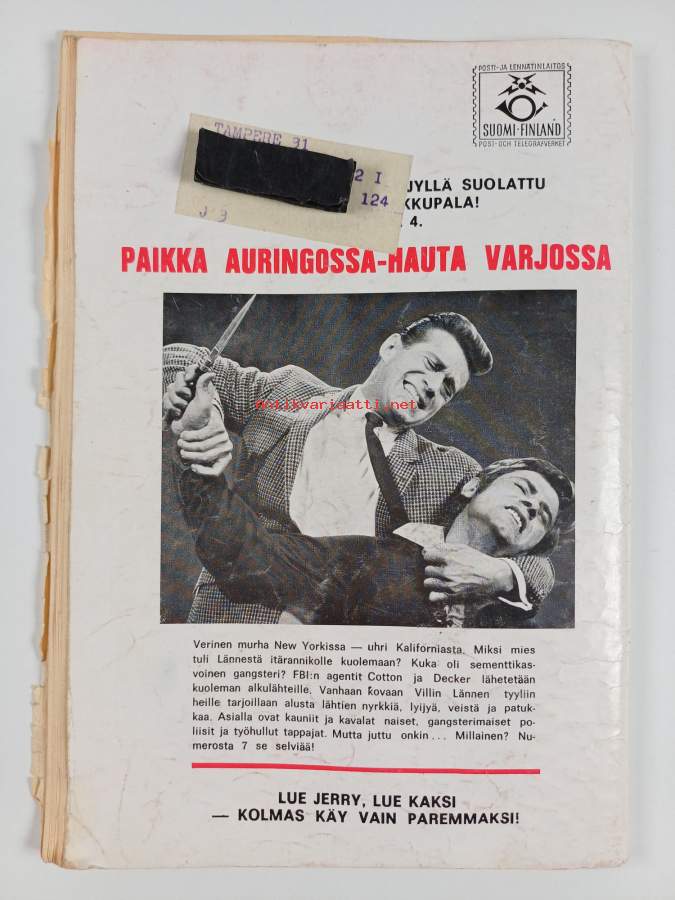 POSTI- JA LENNÄTINLAITOS
SUOMI-FINLAND
POST- OCH TELEGRAFVERKET
TAMPERE 31
2 I
124
J 3
SUOLATTU
4.
PAIKKA AURINGOSSA-HAUTA VARJOSSA
antikvariaatti.net
Verinen murha New Yorkissa — uhri Kaliforniasta. Miksi mies
tuli Lännestä itärannikolle kuolemaan? Kuka oli sementtikas-
voinen gangsteri? FBI:n agentit Cotton ja Decker lähetetään
kuoleman alkulähteille. Vanhaan kovaan Villin Lännen tyyliin
heille tarjoillaan alusta lähtien nyrkkiä, lyijyä, veistä ja patuk-
kaa. Asialla ovat kauniit ja kavalat naiset, gangsterimaiset po-
liisit ja työhullut tappajat. Mutta juttu onkin... Millainen? Nu-
merosta 7 se selviää!
LUE JERRY, LUE KAKSI
— KOLMAS KÄY VAIN PAREMMAKSI!